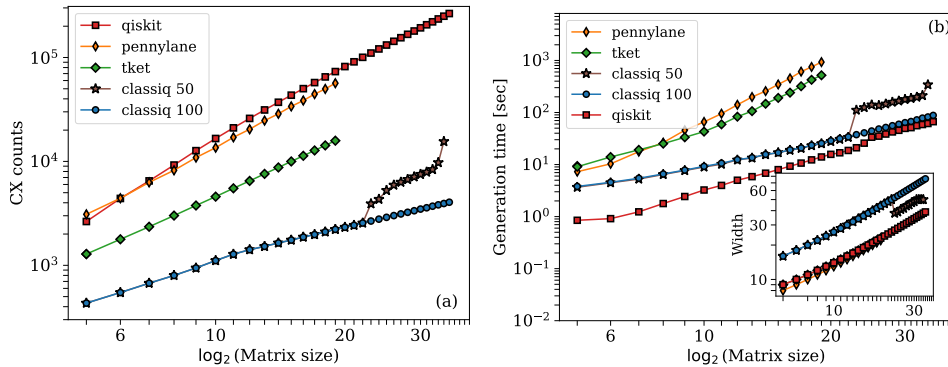 qiskit
pennylane
tket
classiq 50
classiq 100
10^5
10^4
10^3
CX counts
6
10
20
30
log_2 (Matrix size)
(a)
(b)
pennylane
tket
classiq 50
classiq 100
qiskit
10^3
10^2
10^1
10^0
10^−1
10^−2
Generation time [sec]
6
10
20
30
log_2 (Matrix size)
60
30
10
Width
10
30